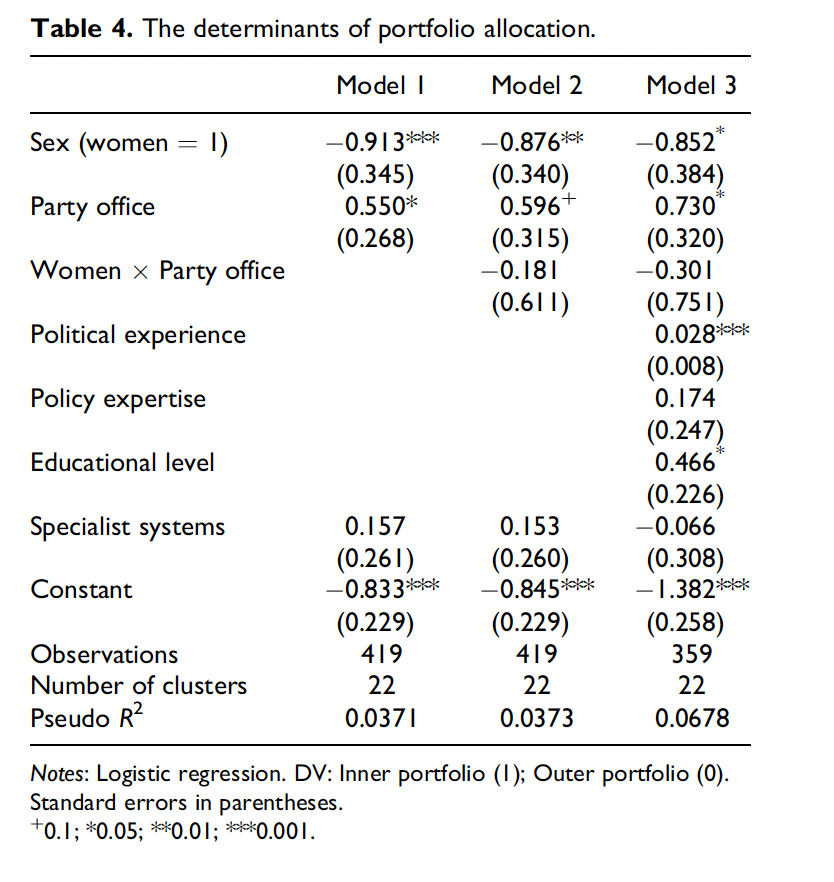 Table 4. The determinants of portfolio allocation.
Model 1 Model 2 Model 3
Sex (women = 1) −0.913*** −0.876** −0.852*
(0.345) (0.340) (0.384)
Party office 0.550* 0.596+ 0.730*
(0.268) (0.315) (0.320)
Women × Party office −0.181 −0.301
(0.611) (0.751)
Political experience 0.028***
(0.008)
Policy expertise 0.174
(0.247)
Educational level 0.466*
(0.226)
Specialist systems 0.157 0.153 −0.066
(0.261) (0.260) (0.308)
Constant −0.833*** −0.845*** −1.382***
(0.229) (0.229) (0.258)
Observations 419 419 359
Number of clusters 22 22 22
Pseudo R2 0.0371 0.0373 0.0678
Notes: Logistic regression. DV: Inner portfolio (1); Outer portfolio (0).
Standard errors in parentheses.
+0.1; *0.05; **0.01; ***0.001.